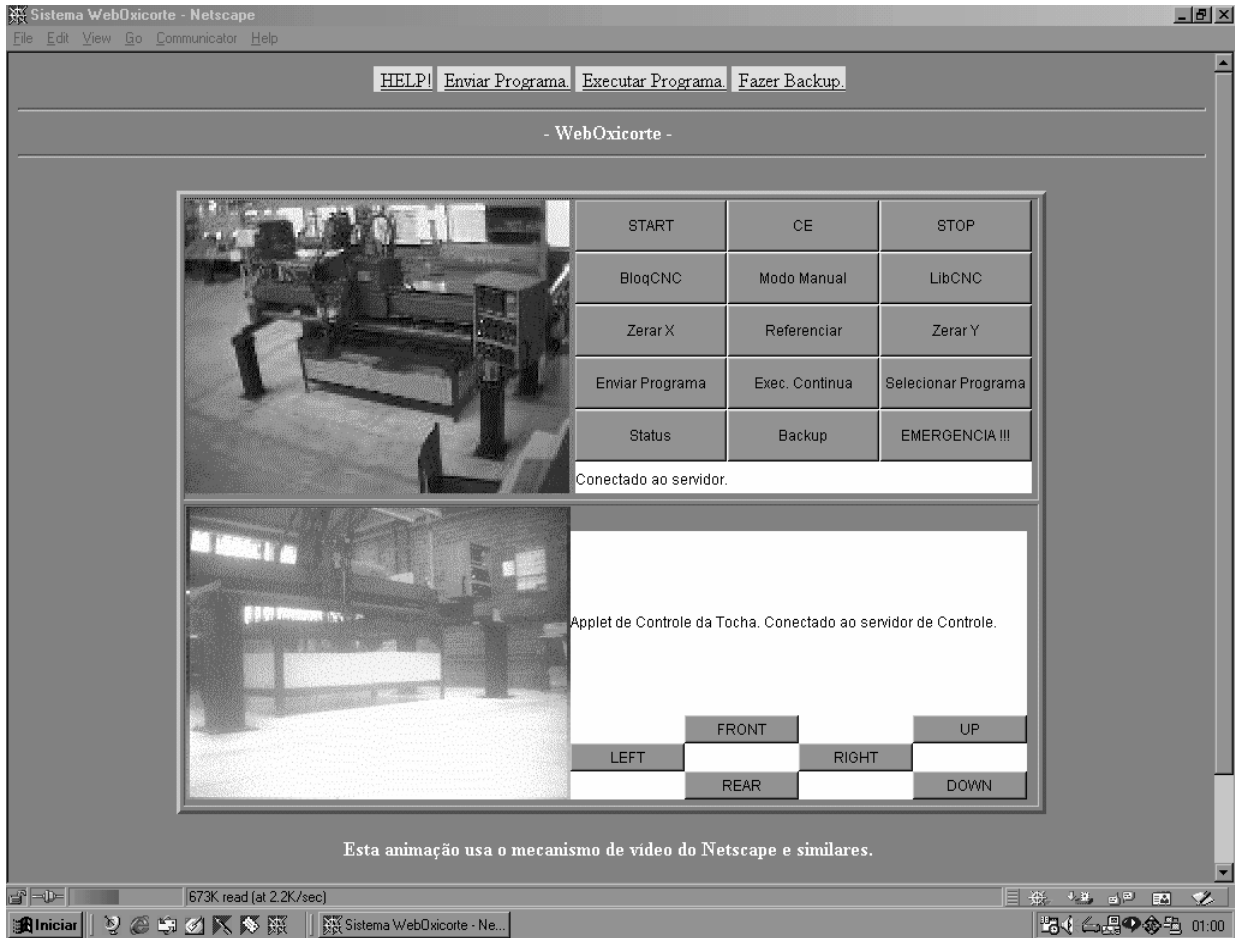 Sistema WebOxicorte - Netscape
File Edit View Go Communicator Help
HELP! Enviar Programa. Executar Programa. Fazer Backup.
- WebOxicorte -
START CE STOP
BloqCNC Modo Manual LibCNC
Zerar X Referenciar Zerar Y
Enviar Programa Exec. Continua Selecionar Programa
Status Backup EMERGENCIA !!!
Conectado ao servidor.
Applet de Controle da Tocha. Conectado ao servidor de Controle.
FRONT UP
LEFT RIGHT
REAR DOWN
Esta animação usa o mecanismo de vídeo do Netscape e similares.
673K read (at 2.2K/sec)
Iniciar Sistema WebOxicorte - Ne... 01:00